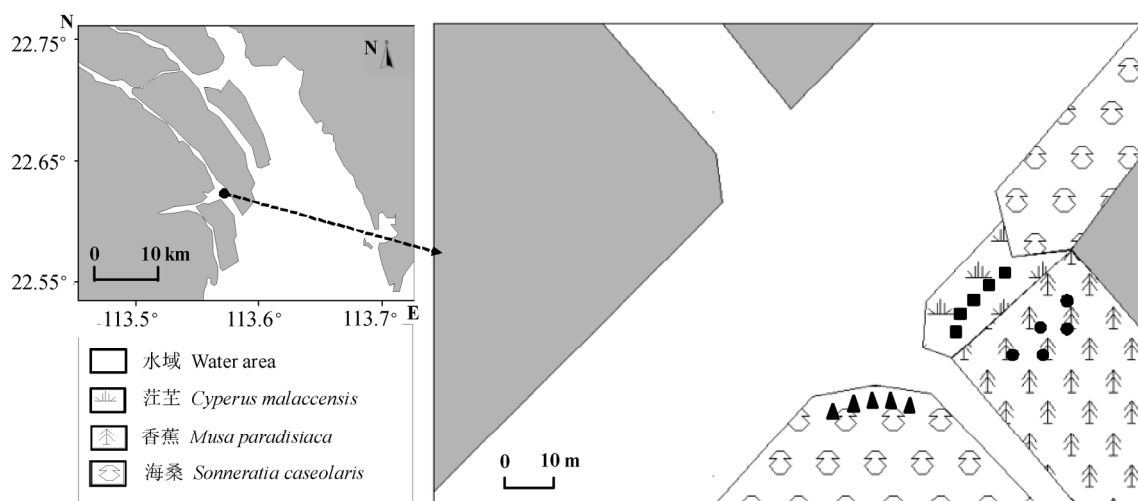 N
22.75°
N
22.65°
0 10 km
22.55°
E
113.5° 113.6° 113.7°
水域 Water area
茳芏 Cyperus malaccensis
香蕉 Musa paradisiaca
海桑 Sonneratia caseolaris
0 10 m